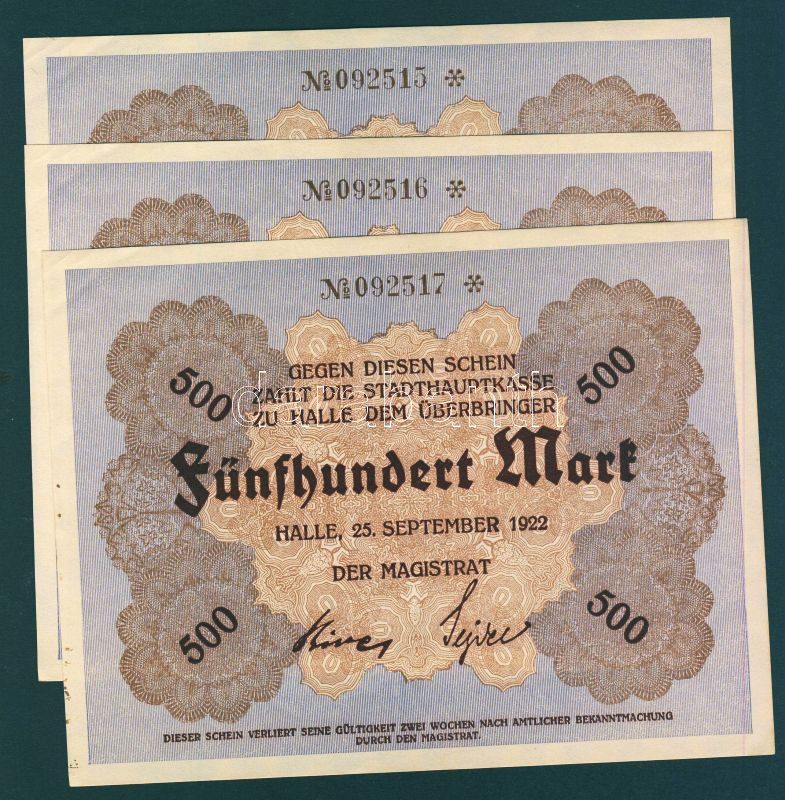 №092515 *
№092516 *
№092517 *
GEGEN DIESEN SCHEIN
ZAHLT DIE STADTHAUPTKASSE
ZU HALLE DEM ÜBERBRINGER
500
500
Fünfhundert Mark
HALLE, 25. SEPTEMBER 1922
DER MAGISTRAT
500
500
DIESER SCHEIN VERLIERT SEINE GÜLTIGKEIT ZWEI WOCHEN NACH AMTLICHER BEKANNTMACHUNG
DURCH DEN MAGISTRAT.